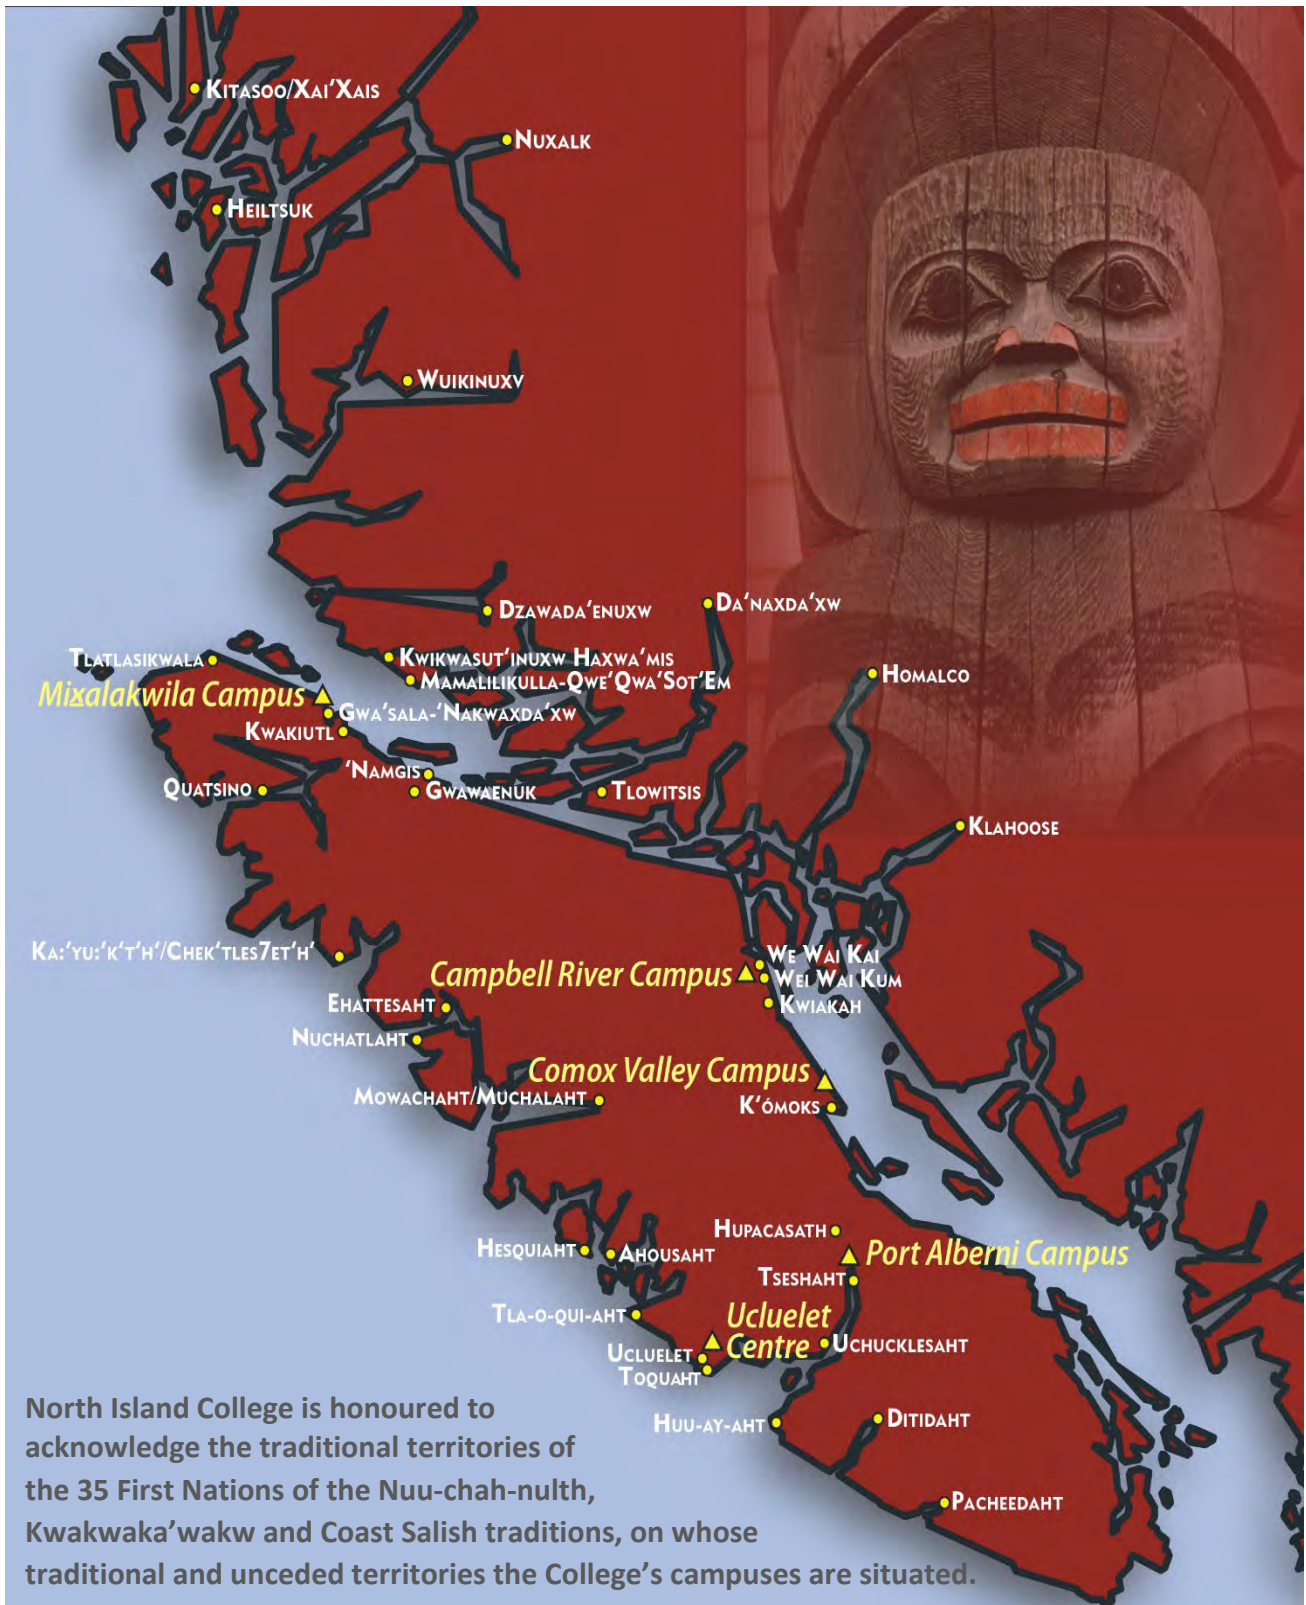 Kitasoo/Xai'Xais
Nuxalk
Heiltsuk
Wuikinuxv
Dzawada'enuxw
Da'naxda'xw
Tlatlasikwala
Kwikwasut'inuxw Haxwa'mis
Homalco
Mamalilikulla-Qwe'Qwa'Sot'Em
Mixalakwila Campus
Gwa'sala-'Nakwaxda'xw
Kwakiutl
'Namgis
Quatsino
Gwawaenuk
Tlowitsis
Klahoose
Ka:'yu:'k't'h'/Chek'tles7et'h'
We Wai Kai
Campbell River Campus
Wei Wai Kum
Ehattesaht
Kwiakah
Nuchatlaht
Comox Valley Campus
Mowachaht/Muchalaht
K'ómoks
Hupacasath
Hesquiaht
Ahousaht
Port Alberni Campus
Tseshaht
Tla-o-qui-aht
Ucluelet
Centre
Uchucklesaht
Ucluelet
Toquaht
Huu-ay-aht
Ditidaht
Pacheedaht
North Island College is honoured to
acknowledge the traditional territories of
the 35 First Nations of the Nuu-chah-nulth,
Kwakwaka'wakw and Coast Salish traditions, on whose
traditional and unceded territories the College's campuses are situated.